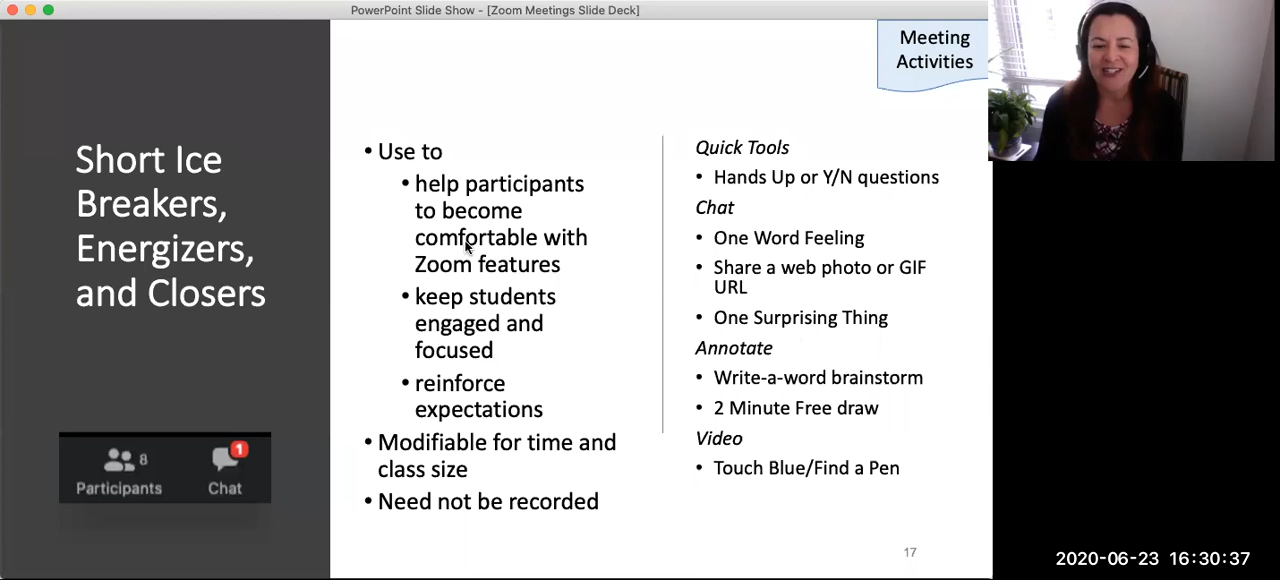 PowerPoint Slide Show - [Zoom Meetings Slide Deck]
Meeting
Activities
Short Ice
Breakers,
Energizers,
and Closers
8
1
Participants
Chat
• Use to
• help participants
to become
comfortable with
Zoom features
• keep students
engaged and
focused
• reinforce
expectations
• Modifiable for time and
class size
• Need not be recorded
Quick Tools
• Hands Up or Y/N questions
Chat
• One Word Feeling
• Share a web photo or GIF
URL
• One Surprising Thing
Annotate
• Write-a-word brainstorm
• 2 Minute Free draw
Video
• Touch Blue/Find a Pen
17
2020-06-23 16:30:37